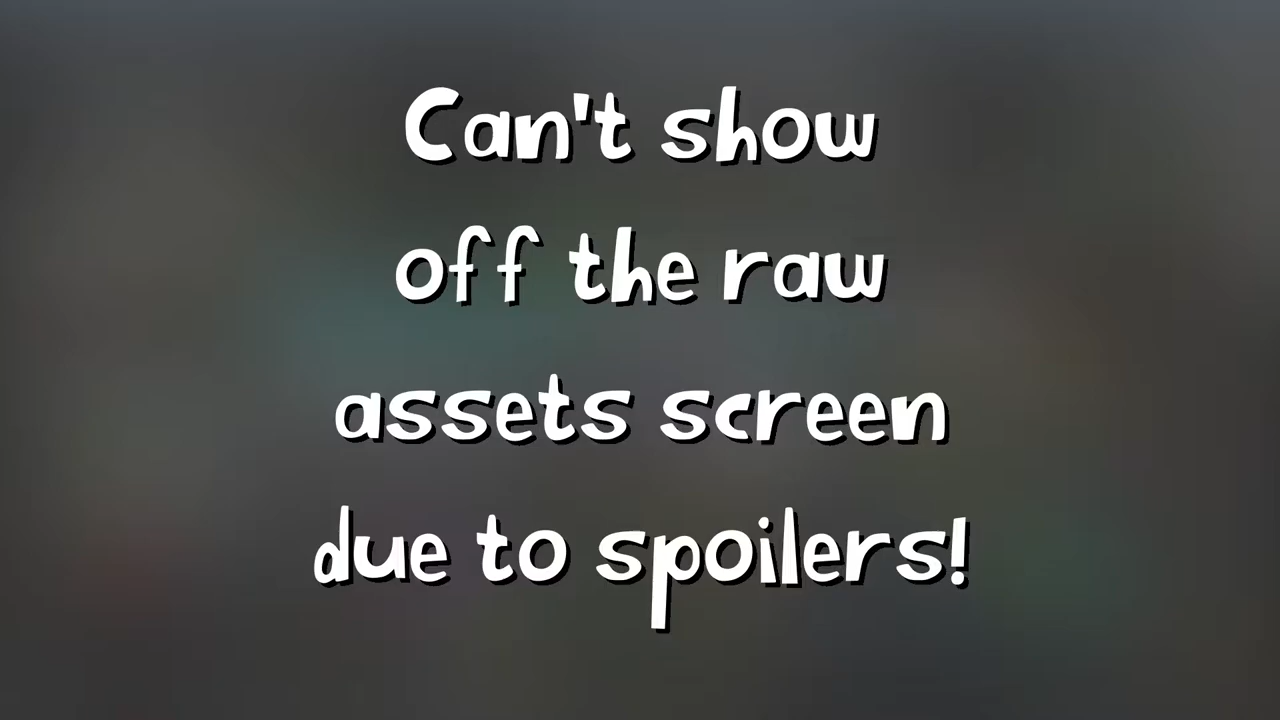 Can't show
off the raw
assets screen
due to spoilers!